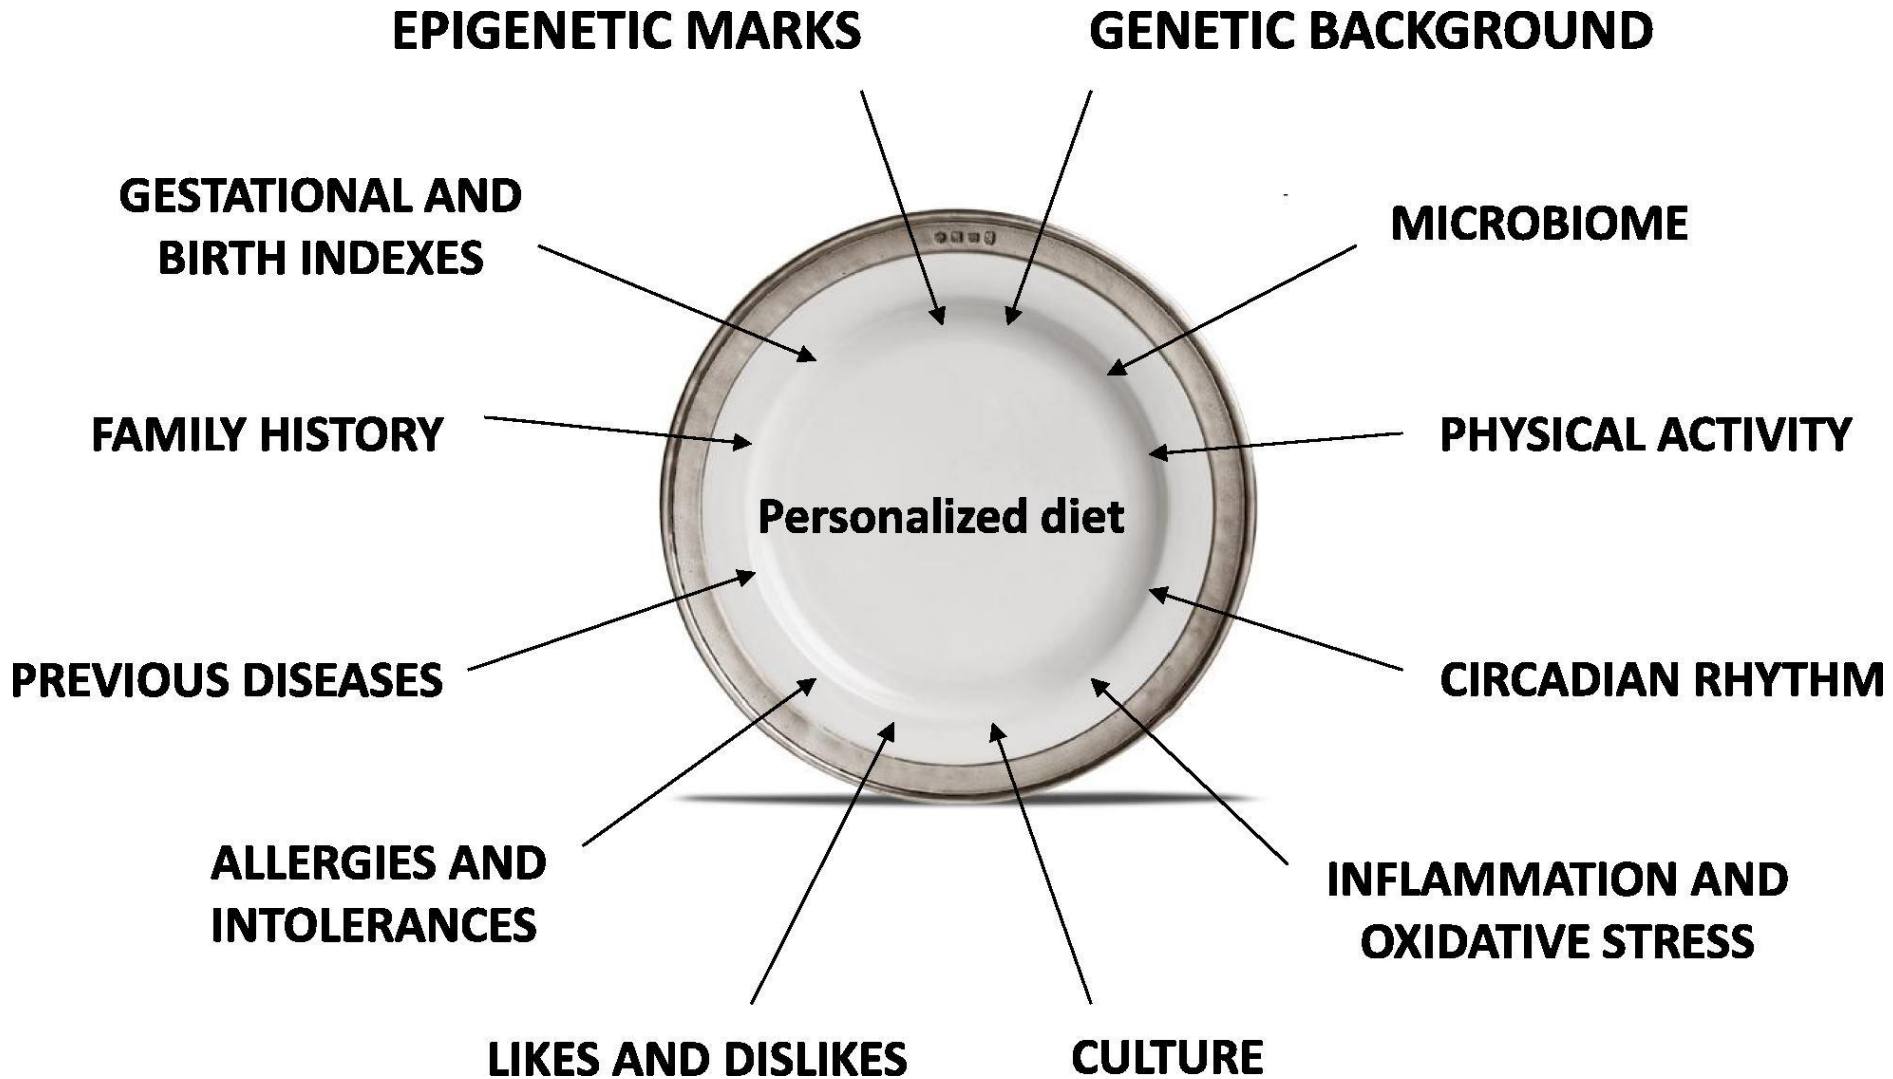 EPIGENETIC MARKS
GENETIC BACKGROUND
GESTATIONAL AND
BIRTH INDEXES
MICROBIOME
FAMILY HISTORY
PHYSICAL ACTIVITY
Personalized diet
PREVIOUS DISEASES
CIRCADIAN RHYTHM
ALLERGIES AND
INTOLERANCES
INFLAMMATION AND
OXIDATIVE STRESS
LIKES AND DISLIKES
CULTURE